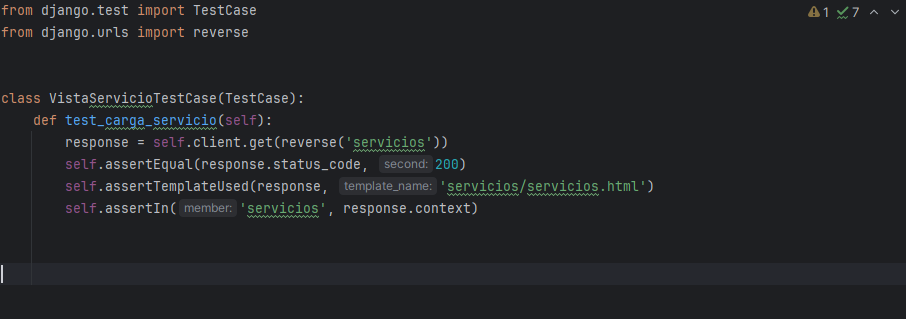 from django.test import TestCase
1 7
from django.urls import reverse
class VistaServicioTestCase(TestCase):
def test_carga_servicio(self):
response = self.client.get(reverse('servicios'))
self.assertEqual(response.status_code, second: 200)
self.assertTemplateUsed(response, template_name: 'servicios/servicios.html')
self.assertIn(member: 'servicios', response.context)